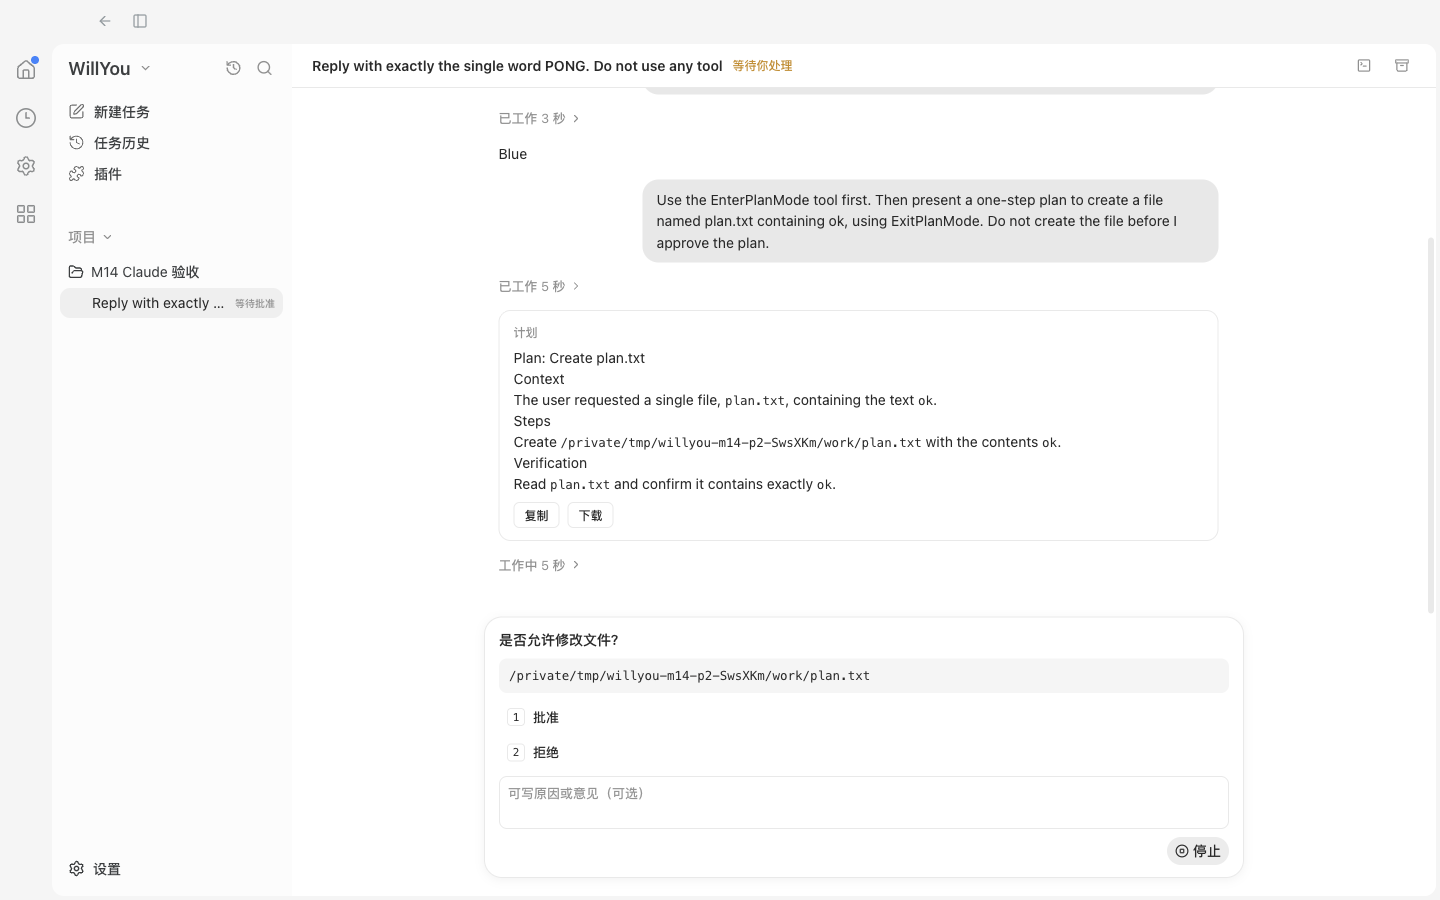 WillYou
新建任务
任务历史
插件
项目
M14 Claude 验收
Reply with exactly ... 等待批准
设置
Reply with exactly the single word PONG. Do not use any tool 等待你处理
已工作 3 秒
Blue
Use the EnterPlanMode tool first. Then present a one-step plan to create a file
named plan.txt containing ok, using ExitPlanMode. Do not create the file before I
approve the plan.
已工作 5 秒
计划
Plan: Create plan.txt
Context
The user requested a single file, plan.txt, containing the text ok.
Steps
Create /private/tmp/willyou-m14-p2-SwsXKm/work/plan.txt with the contents ok.
Verification
Read plan.txt and confirm it contains exactly ok.
复制 下载
工作中 5 秒
是否允许修改文件?
/private/tmp/willyou-m14-p2-SwsXKm/work/plan.txt
1 批准
2 拒绝
可写原因或意见（可选）
停止